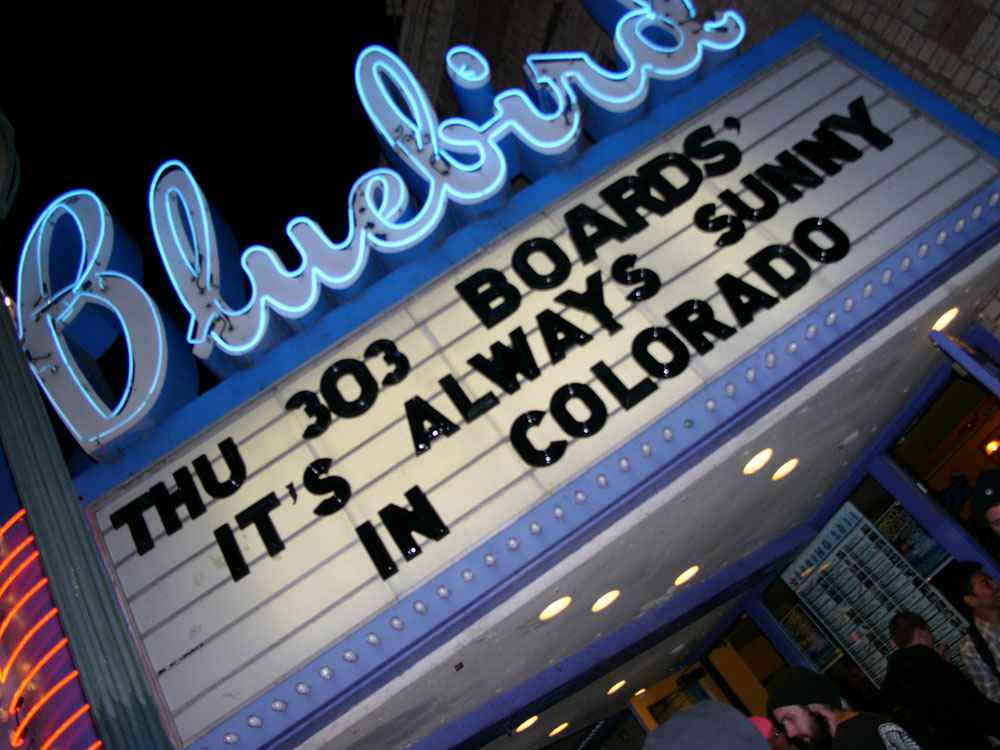 Bluebird
THU 303 BOARDS'
IT'S ALWAYS SUNNY
IN COLORADO